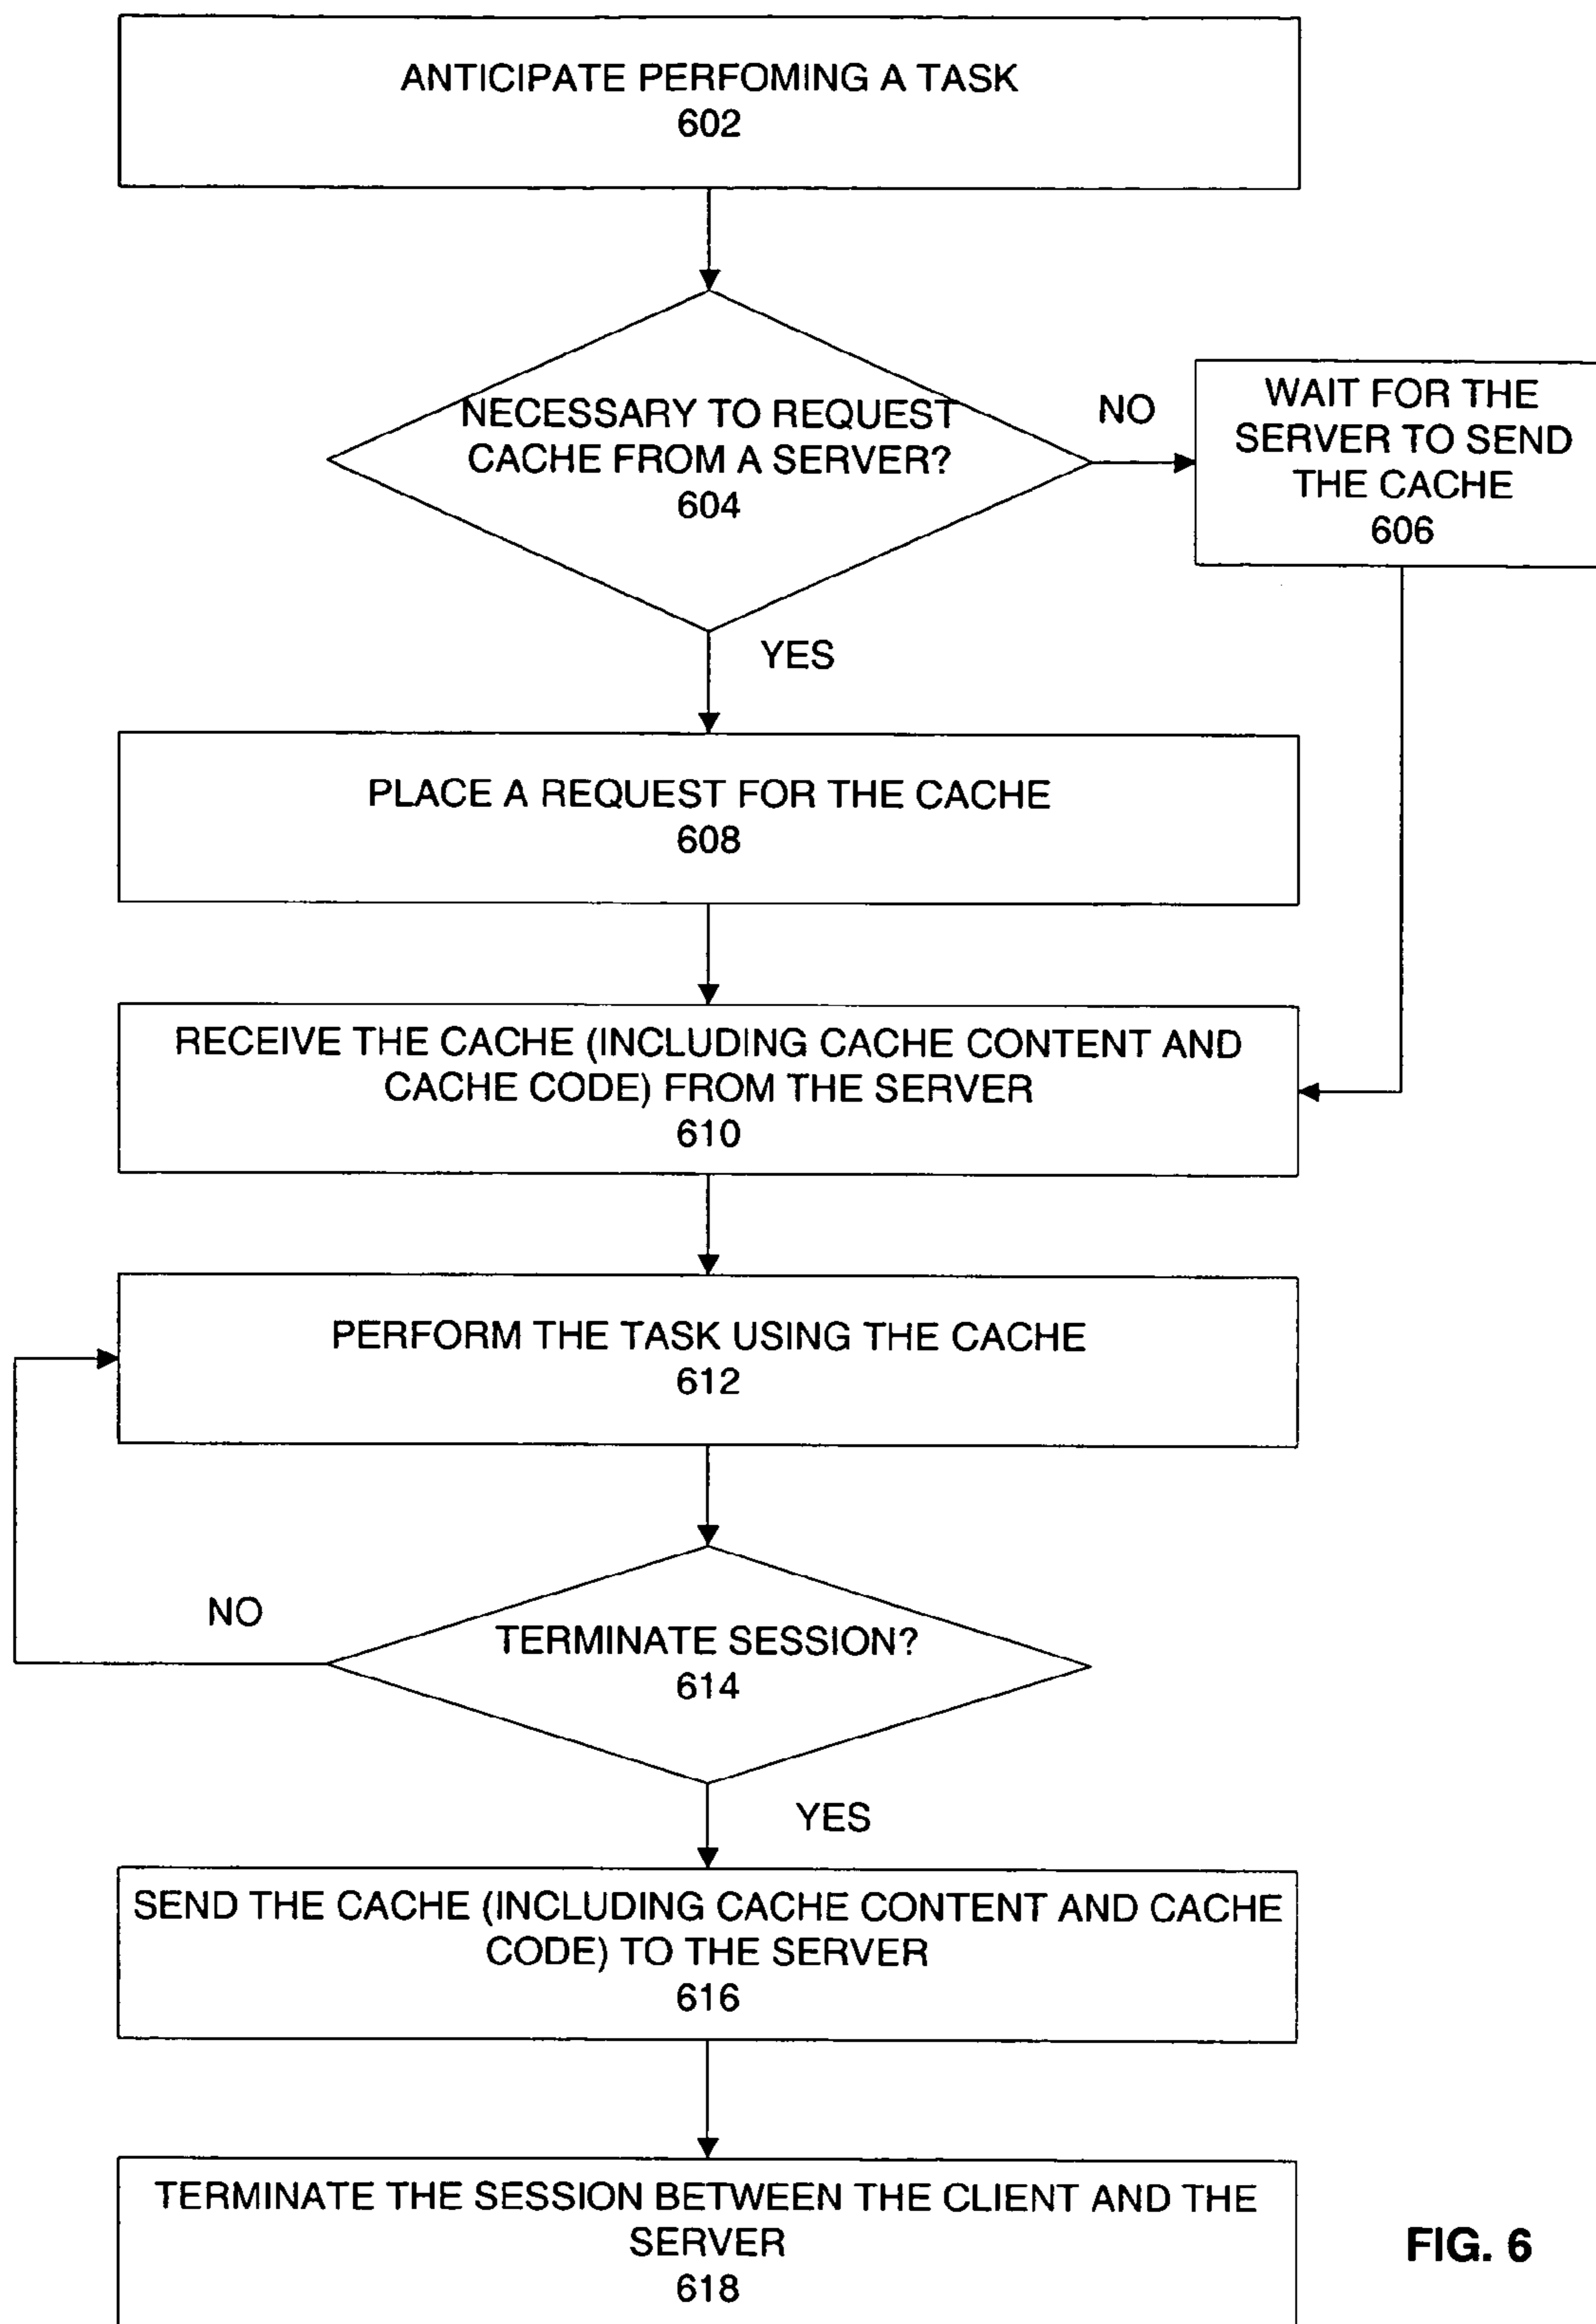 ANTICIPATE PERFOMING A TASK
602
NECESSARY TO REQUEST
CACHE FROM A SERVER?
604
NO
WAIT FOR THE
SERVER TO SEND
THE CACHE
606
YES
PLACE A REQUEST FOR THE CACHE
608
RECEIVE THE CACHE (INCLUDING CACHE CONTENT AND
CACHE CODE) FROM THE SERVER
610
PERFORM THE TASK USING THE CACHE
612
NO
TERMINATE SESSION?
614
YES
SEND THE CACHE (INCLUDING CACHE CONTENT AND CACHE
CODE) TO THE SERVER
616
TERMINATE THE SESSION BETWEEN THE CLIENT AND THE
SERVER
618
FIG. 6